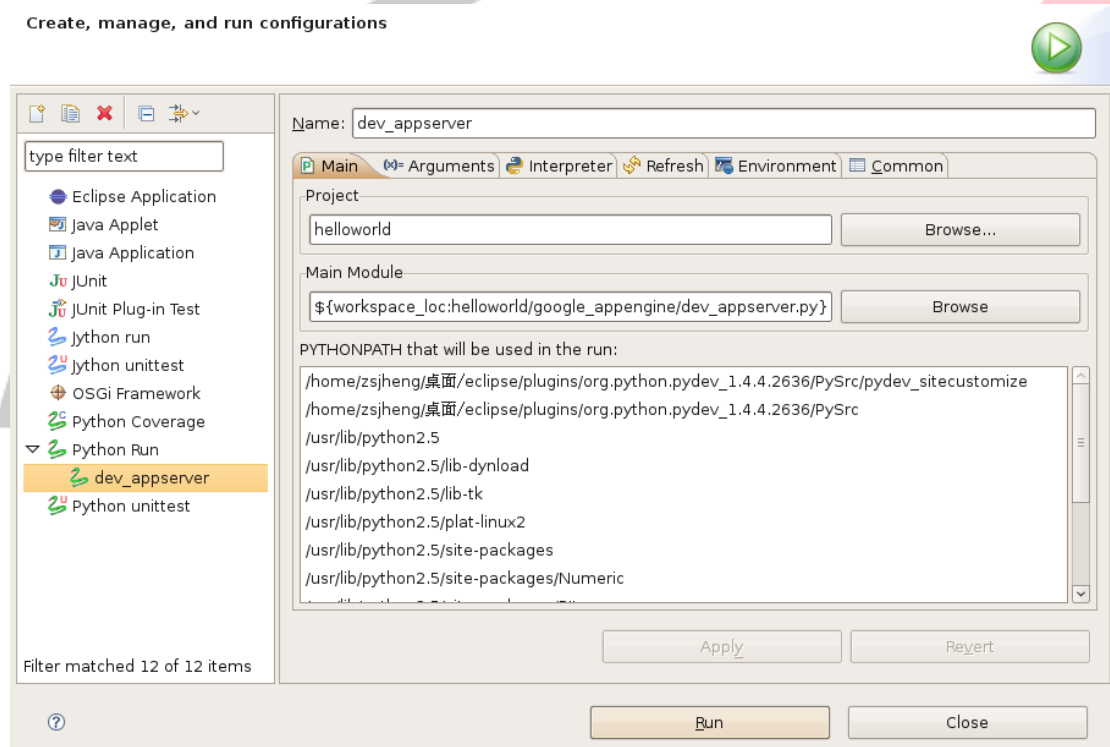 Create, manage, and run configurations
Name: dev_appserver
type filter text
Main (x)= Arguments Interpreter Refresh Environment Common
Eclipse Application
Java Applet
Java Application
Ju JUnit
JUnit Plug-in Test
Jython run
Jython unittest
OSGi Framework
Python Coverage
Python Run
dev_appserver
Python unittest
Filter matched 12 of 12 items
Project
helloworld Browse...
Main Module
${workspace_loc:helloworld/google_appengine/dev_appserver.py} Browse
PYTHONPATH that will be used in the run:
/home/zsjheng/桌面/eclipse/plugins/org.python.pydev_1.4.4.2636/PySrc/pydev_sitecustomize
/home/zsjheng/桌面/eclipse/plugins/org.python.pydev_1.4.4.2636/PySrc
/usr/lib/python2.5
/usr/lib/python2.5/lib-dynload
/usr/lib/python2.5/lib-tk
/usr/lib/python2.5/plat-linux2
/usr/lib/python2.5/site-packages
/usr/lib/python2.5/site-packages/Numeric
Apply Revert
Run Close